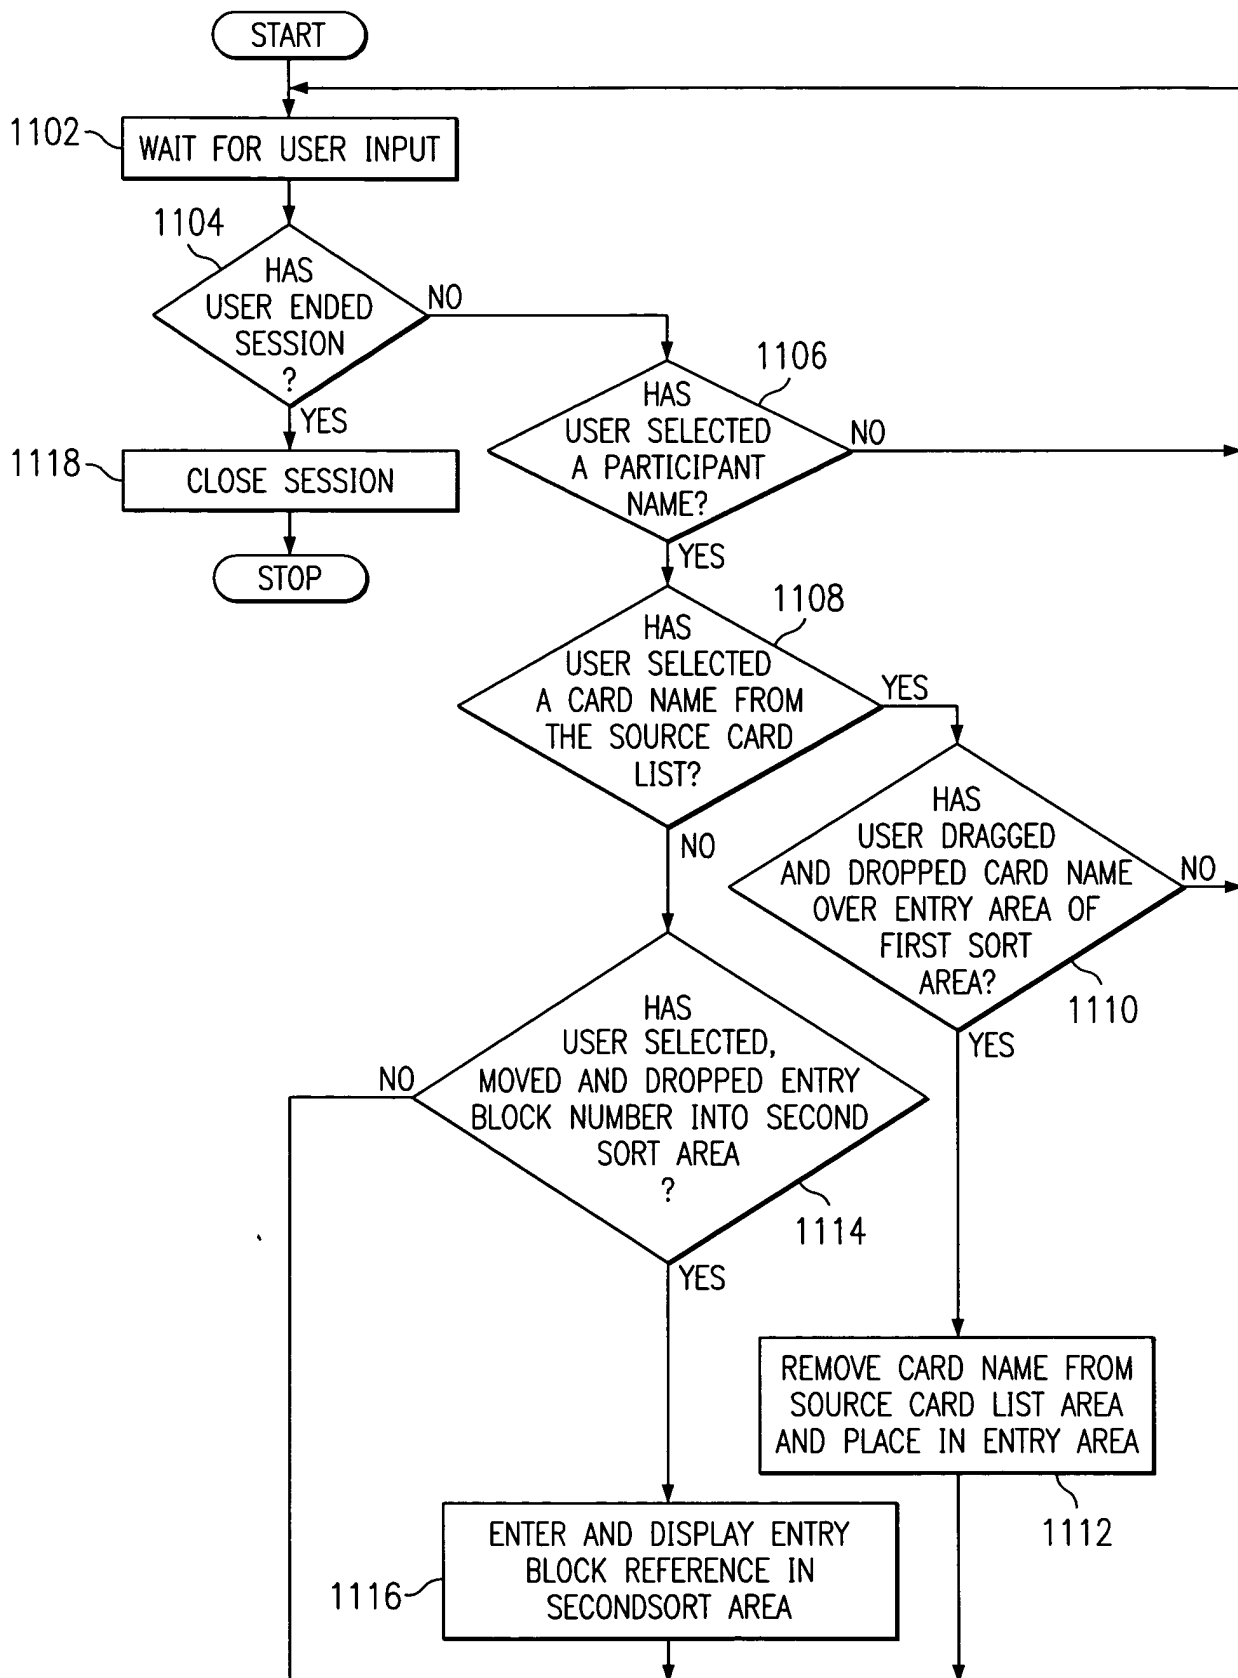 START
1102
WAIT FOR USER INPUT
1104
HAS
USER ENDED
SESSION
?
NO
YES
1118
CLOSE SESSION
STOP
1106
HAS
USER SELECTED
A PARTICIPANT
NAME?
NO
YES
1108
HAS
USER SELECTED
A CARD NAME FROM
THE SOURCE CARD
LIST?
YES
NO
HAS
USER DRAGGED
AND DROPPED CARD NAME
OVER ENTRY AREA OF
FIRST SORT
AREA?
NO
1110
YES
HAS
USER SELECTED,
MOVED AND DROPPED ENTRY
BLOCK NUMBER INTO SECOND
SORT AREA
?
NO
1114
YES
REMOVE CARD NAME FROM
SOURCE CARD LIST AREA
AND PLACE IN ENTRY AREA
1112
ENTER AND DISPLAY ENTRY
BLOCK REFERENCE IN
SECONDSORT AREA
1116